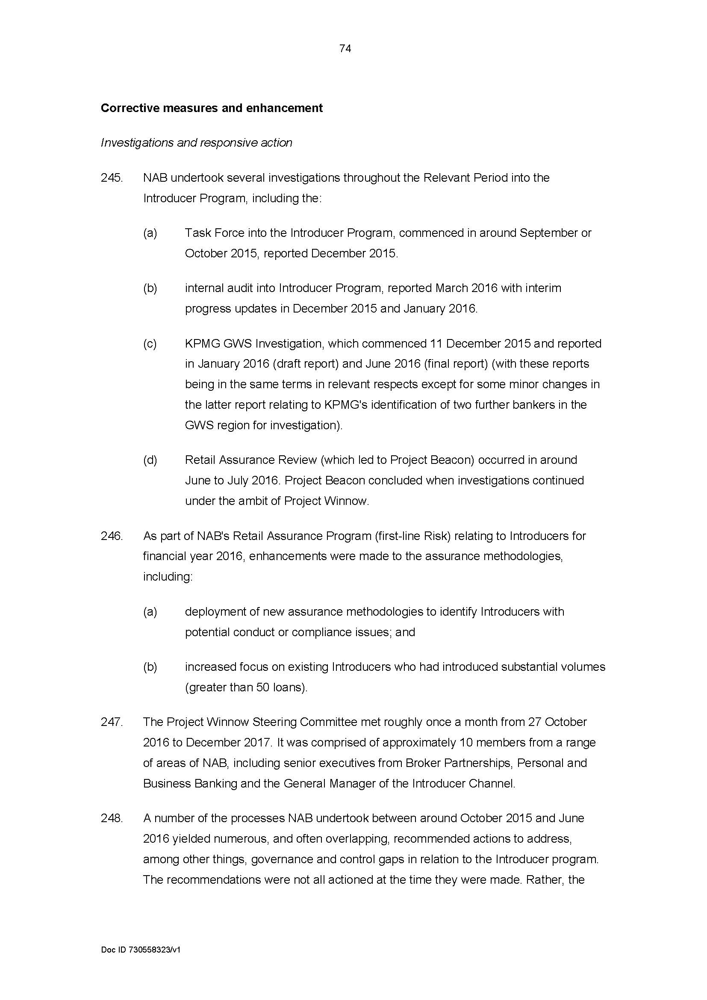 74
Corrective measures and enhancement
Investigations and responsive action
245. NAB undertook several investigations throughout the Relevant Period into the
Introducer Program, including the:
(a) Task Force into the Introducer Program, commenced in around September or
October 2015, reported December 2015.
(b) internal audit into Introducer Program, reported March 2016 with interim
progress updates in December 2015 and January 2016.
(c) KPMG GWS Investigation, which commenced 11 December 2015 and reported
in January 2016 (draft report) and June 2016 (final report) (with these reports
being in the same terms in relevant respects except for some minor changes in
the latter report relating to KPMG's identification of two further bankers in the
GWS region for investigation).
(d) Retail Assurance Review (which led to Project Beacon) occurred in around
June to July 2016. Project Beacon concluded when investigations continued
under the ambit of Project Winnow.
246. As part of NAB's Retail Assurance Program (first-line Risk) relating to Introducers for
financial year 2016, enhancements were made to the assurance methodologies,
including:
(a) deployment of new assurance methodologies to identify Introducers with
potential conduct or compliance issues; and
(b) increased focus on existing Introducers who had introduced substantial volumes
(greater than 50 loans).
247. The Project Winnow Steering Committee met roughly once a month from 27 October
2016 to December 2017. It was comprised of approximately 10 members from a range
of areas of NAB, including senior executives from Broker Partnerships, Personal and
Business Banking and the General Manager of the Introducer Channel.
248. A number of the processes NAB undertook between around October 2015 and June
2016 yielded numerous, and often overlapping, recommended actions to address,
among other things, governance and control gaps in relation to the Introducer program.
The recommendations were not all actioned at the time they were made. Rather, the
Doc ID 730558323/v1